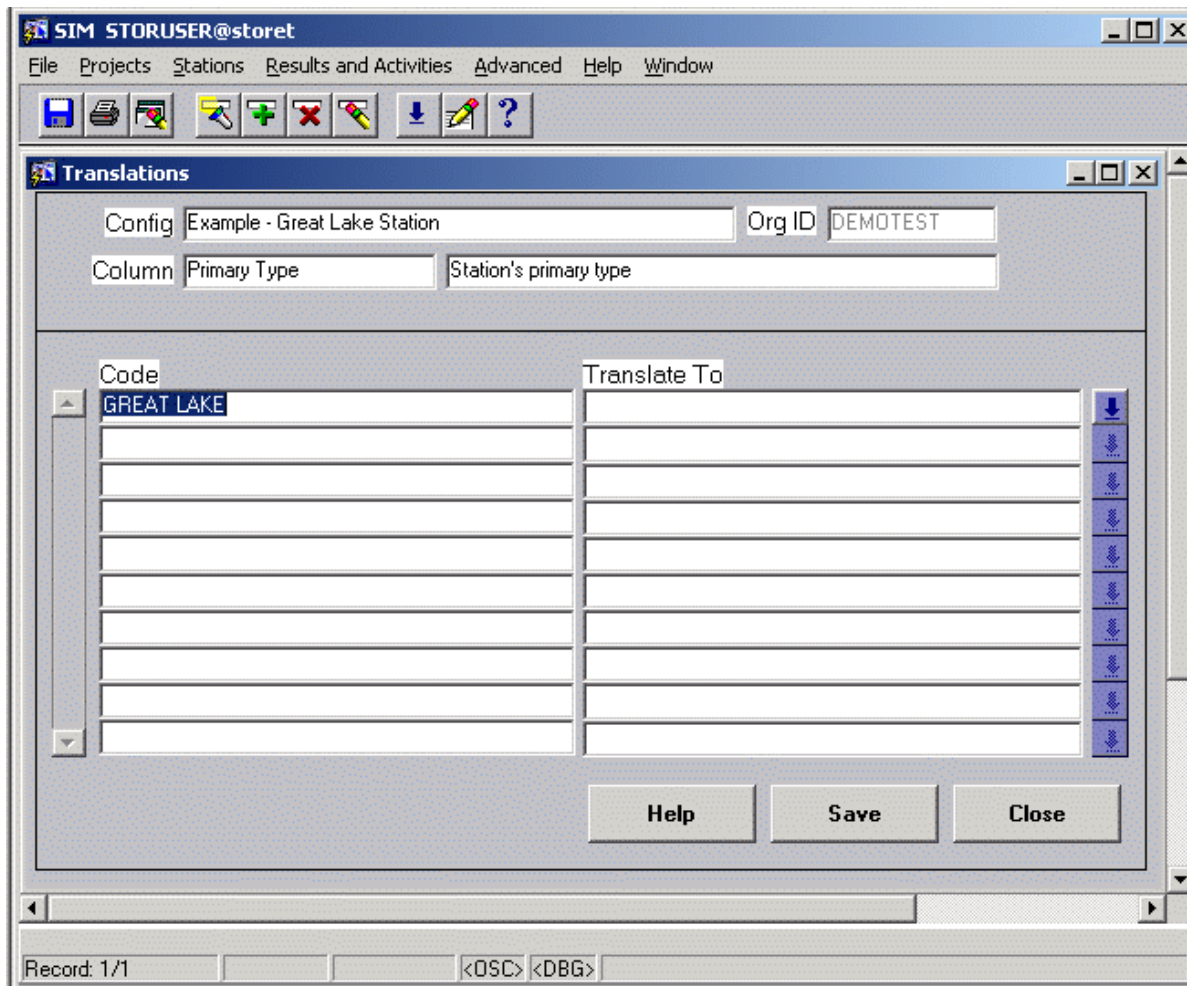 SIM STORUSER@storet
File Projects Stations Results and Activities Advanced Help Window
Translations
Config Example - Great Lake Station Org ID DEMOTEST
Column Primary Type Station's primary type
Code Translate To
GREAT LAKE
Help Save Close
Record: 1/1 <OSC> <DBG>